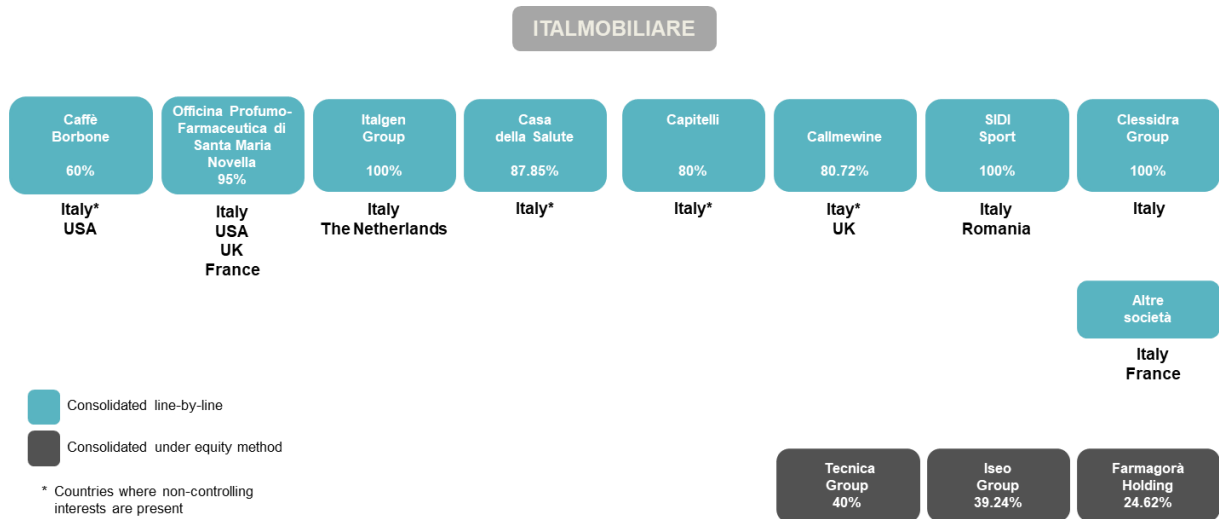 ITALMOBILIARE
Caffè
Borbone
60%
Italy*
USA
Officina Profumo-
Farmaceutica di
Santa Maria
Novella
95%
Italy
USA
UK
France
Italgen
Group
100%
Italy
The Netherlands
Casa
della Salute
87.85%
Italy*
Capitelli
80%
Italy*
Callmewine
80.72%
Itay*
UK
SIDI
Sport
100%
Italy
Romania
Clessidra
Group
100%
Italy
Altre
società
Italy
France
Consolidated line-by-line
Consolidated under equity method
* Countries where non-controlling
interests are present
Tecnica
Group
40%
Iseo
Group
39.24%
Farmagorà
Holding
24.62%